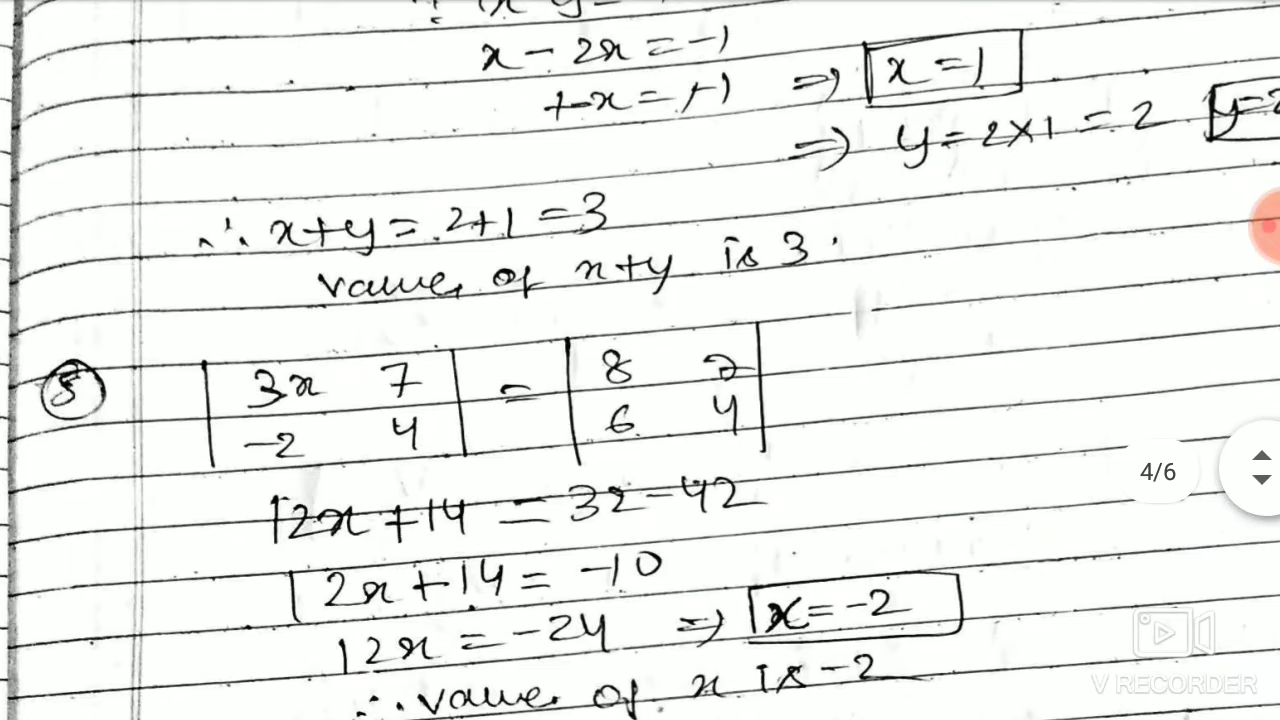 x - 2x = -1
+-x = +1 => x = 1
=> y = 2×1 = 2
∴ x+y = 2+1 = 3
value of x+y is 3.
⑤ | 3x 7 | = | 8 7 |
| -2 4 | | 6 4 |
12x + 14 = 32 - 42
12x + 14 = -10
12x = -24 => x = -2
∴ value of x is -2
4/6
V RECORDER